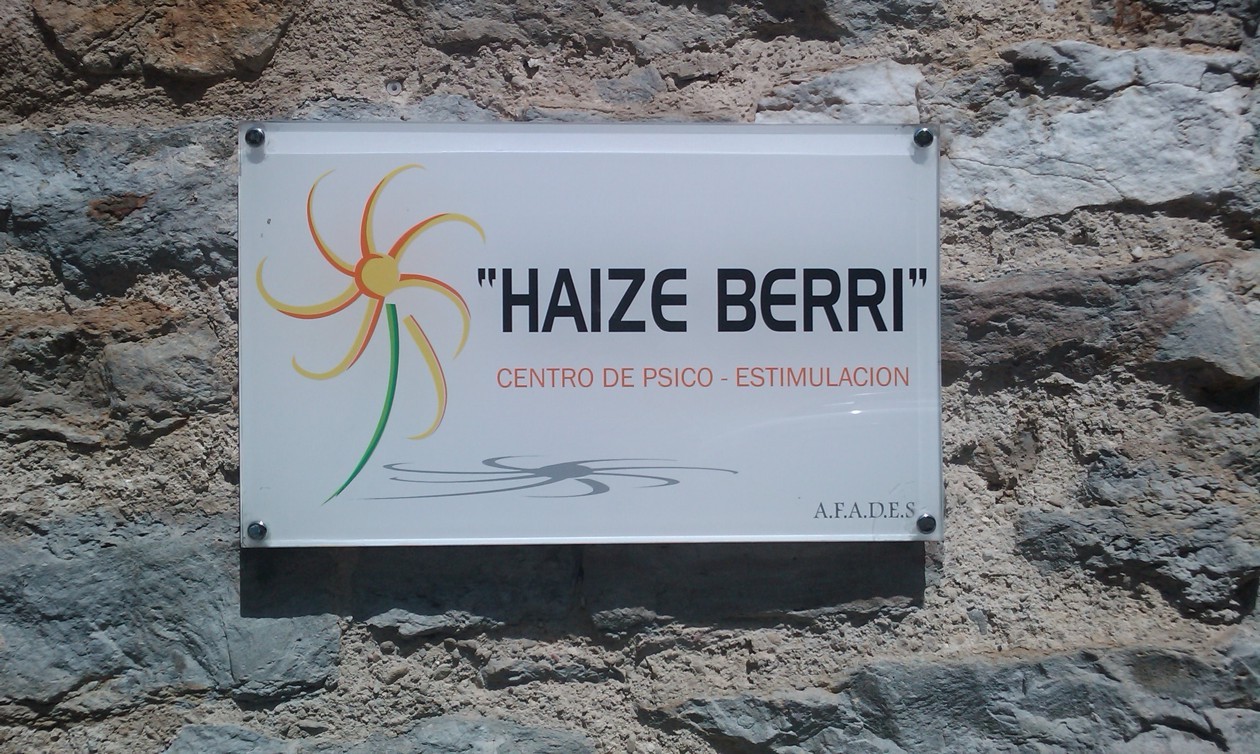 "HAIZE BERRI"
CENTRO DE PSICO - ESTIMULACION
A.F.A.D.E.S